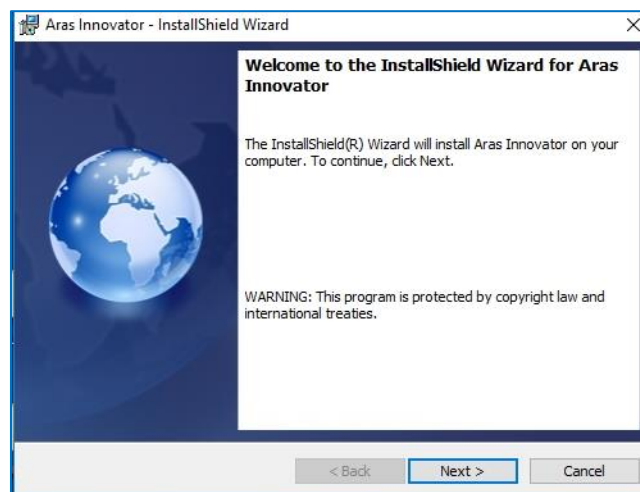 Aras Innovator - InstallShield Wizard
Welcome to the InstallShield Wizard for Aras
Innovator
The InstallShield(R) Wizard will install Aras Innovator on your
computer. To continue, click Next.
WARNING: This program is protected by copyright law and
international treaties.
< Back
Next >
Cancel